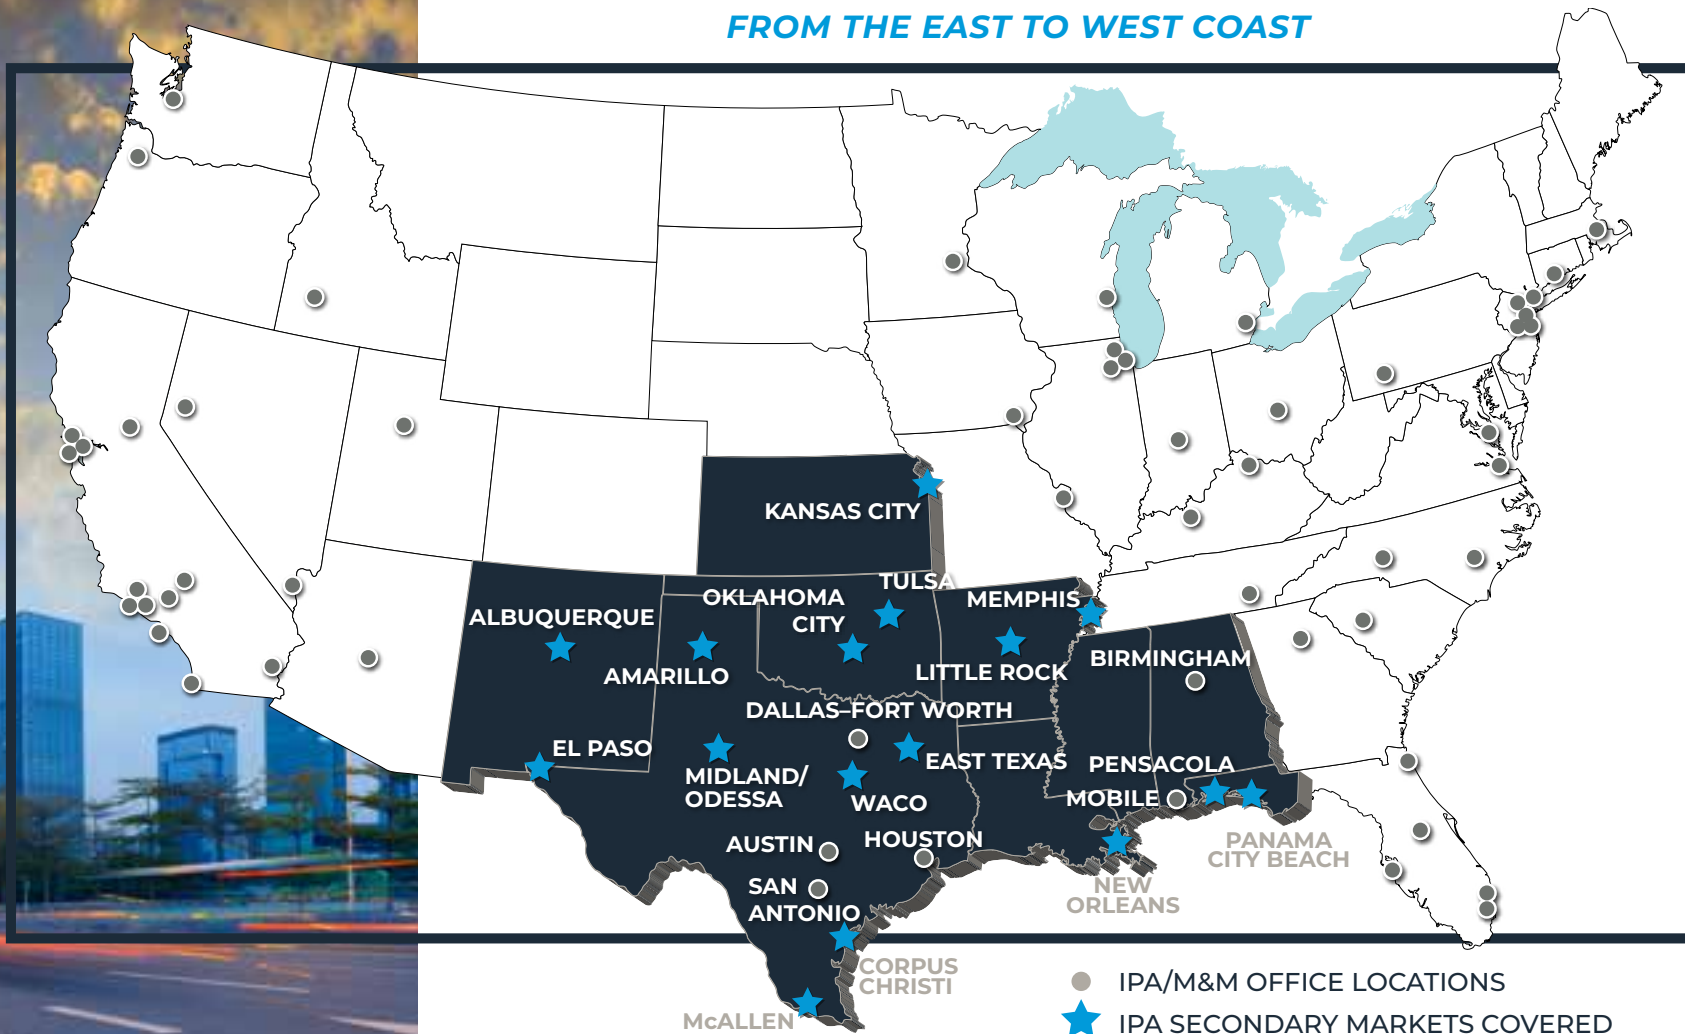 FROM THE EAST TO WEST COAST
KANSAS CITY
TULSA
OKLAHOMA
CITY
MEMPHIS
ALBUQUERQUE
AMARILLO
LITTLE ROCK
BIRMINGHAM
DALLAS–FORT WORTH
EL PASO
MIDLAND/
ODESSA
EAST TEXAS
WACO
PENSACOLA
MOBILE
PANAMA
CITY BEACH
AUSTIN
HOUSTON
SAN
ANTONIO
NEW
ORLEANS
CORPUS
CHRISTI
McALLEN
IPA/M&M OFFICE LOCATIONS
IPA SECONDARY MARKETS COVERED